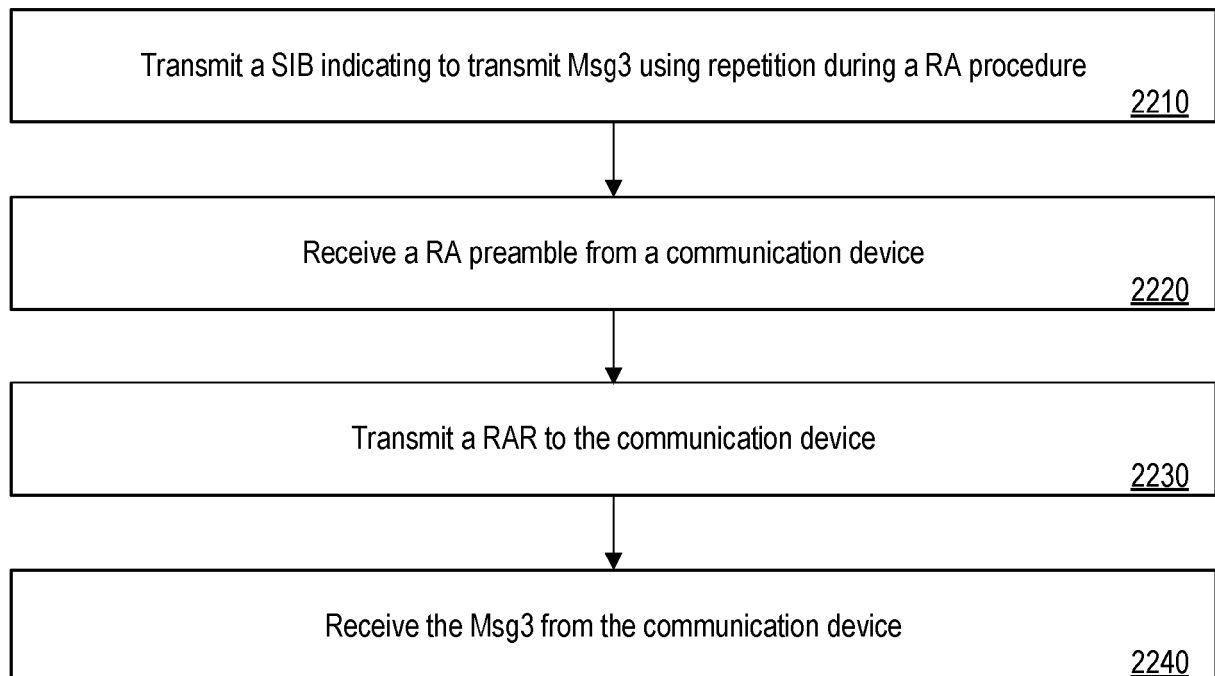 Transmit a SIB indicating to transmit Msg3 using repetition during a RA procedure
2210
Receive a RA preamble from a communication device
2220
Transmit a RAR to the communication device
2230
Receive the Msg3 from the communication device
2240